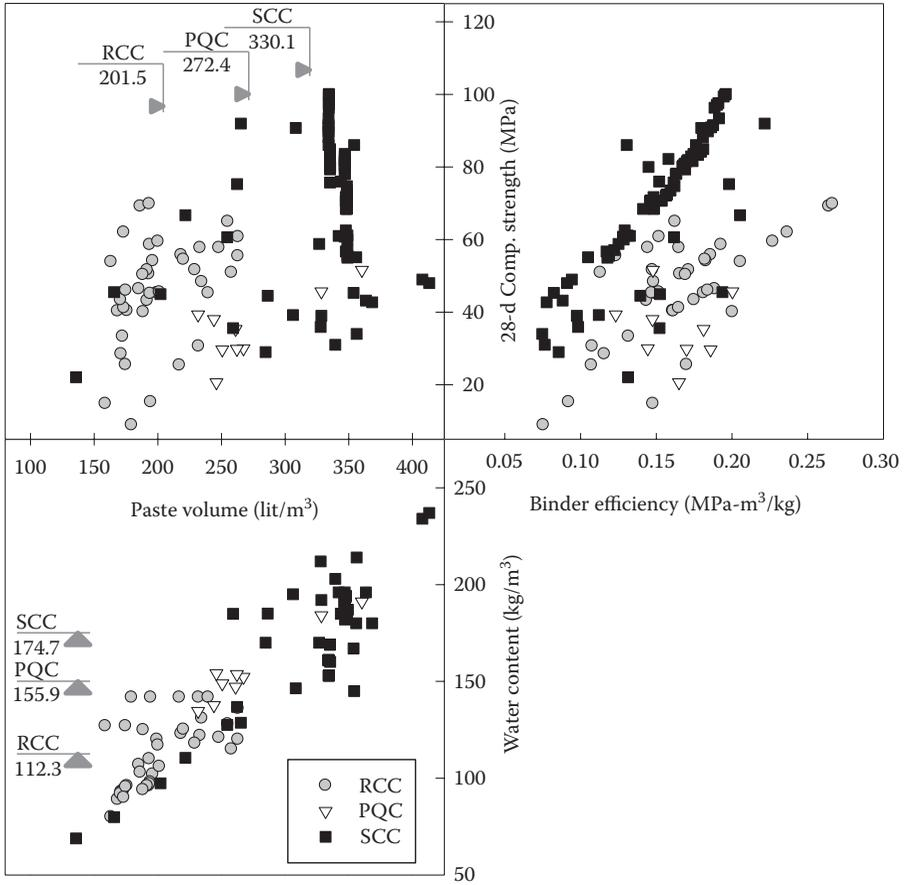 SCC
330.1
PQC
272.4
RCC
201.5
120
100
80
60
40
20
28-d Comp. strength (MPa)
100 150 200 250 300 350 400
Paste volume (lit/m³)
0.05 0.10 0.15 0.20 0.25 0.30
Binder efficiency (MPa-m³/kg)
250
200
150
100
50
Water content (kg/m³)
SCC
174.7
PQC
155.9
RCC
112.3
RCC
PQC
SCC